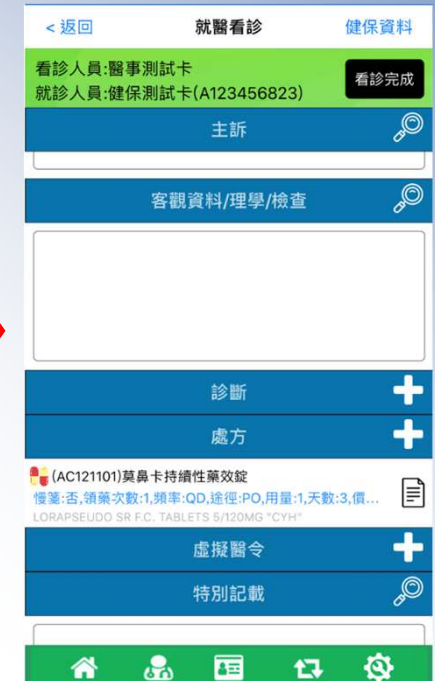 < 返回 就醫看診 健保資料
看診人員:醫事測試卡
就診人員:健保測試卡(A123456823)
看診完成
主訴
客觀資料/理學/檢查
診斷
處方
(AC121101)莫鼻卡持續性藥效錠
慢箋:否,領藥次數:1,頻率:QD,途徑:PO,用量:1,天數:3,價...
LORAPSEUDO SR F.C. TABLETS 5/120MG "CYH"
虛擬醫令
特別記載